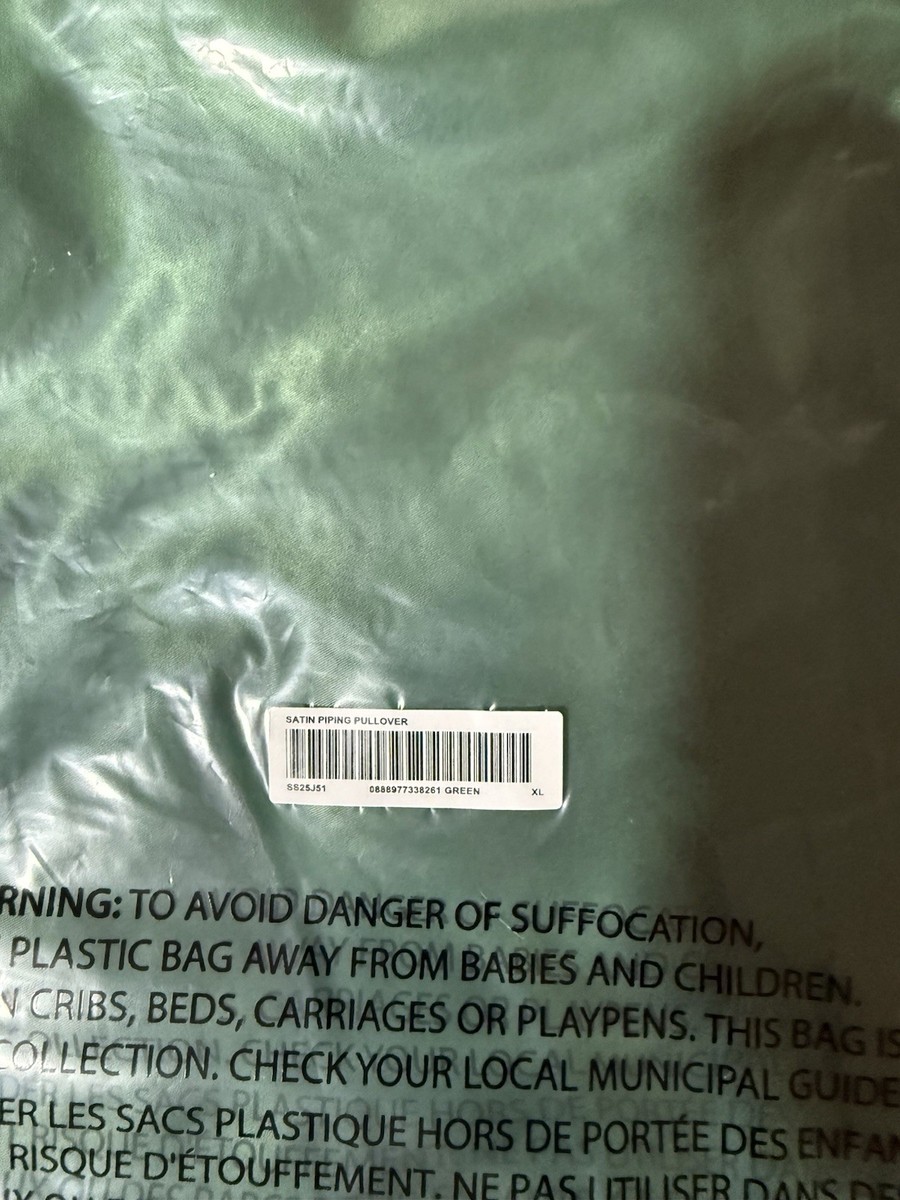 SATIN PIPING PULLOVER
SS25J51 0888977338261 GREEN XL
RNING: TO AVOID DANGER OF SUFFOCATION,
PLASTIC BAG AWAY FROM BABIES AND CHILDREN.
N CRIBS, BEDS, CARRIAGES OR PLAYPENS. THIS BAG IS
COLLECTION. CHECK YOUR LOCAL MUNICIPAL GUIDE
ER LES SACS PLASTIQUE HORS DE PORTÉE DES ENFAN
RISQUE D'ÉTOUFFEMENT. NE PAS UTILISER DANS DE